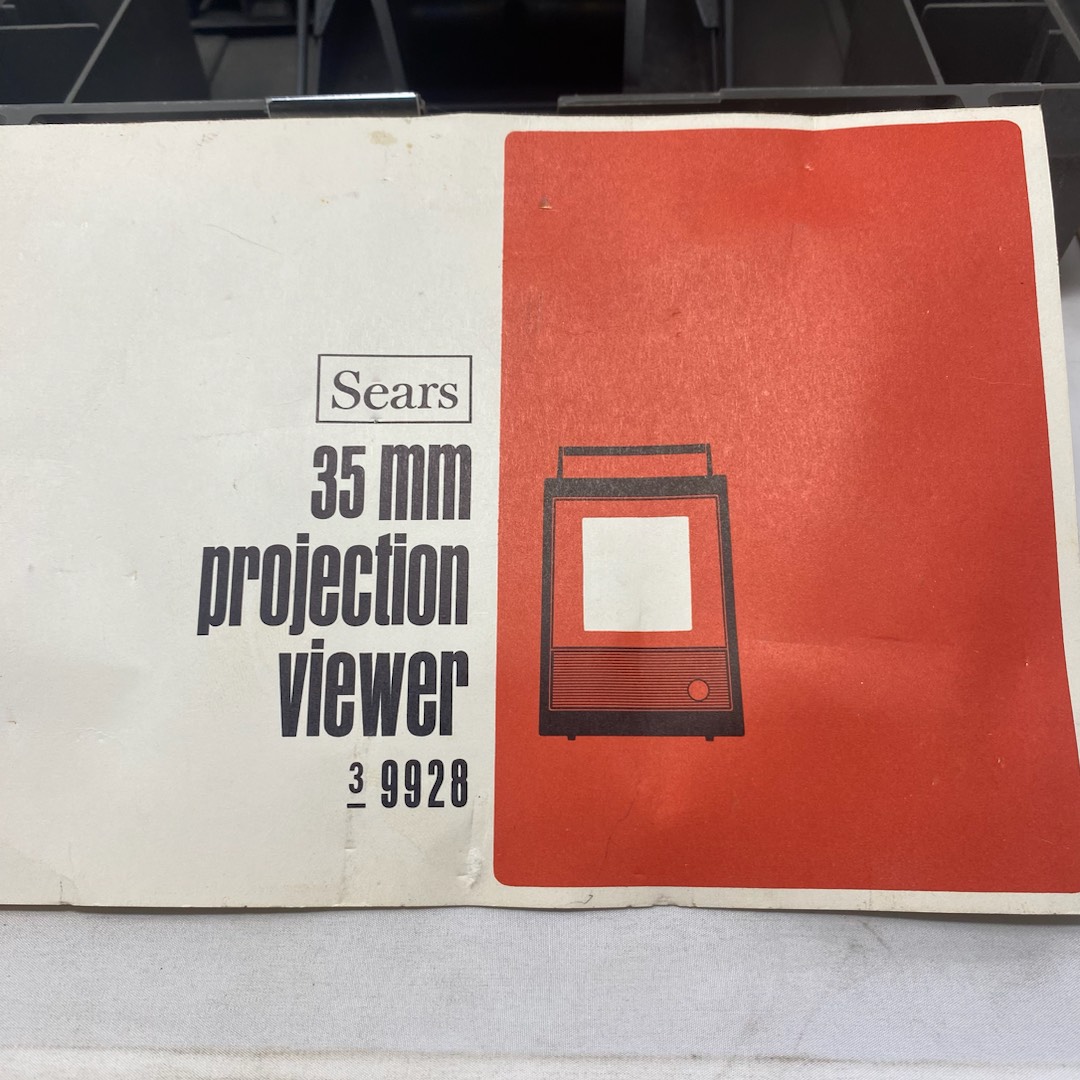 Sears
35 mm
projection
viewer
3 9928